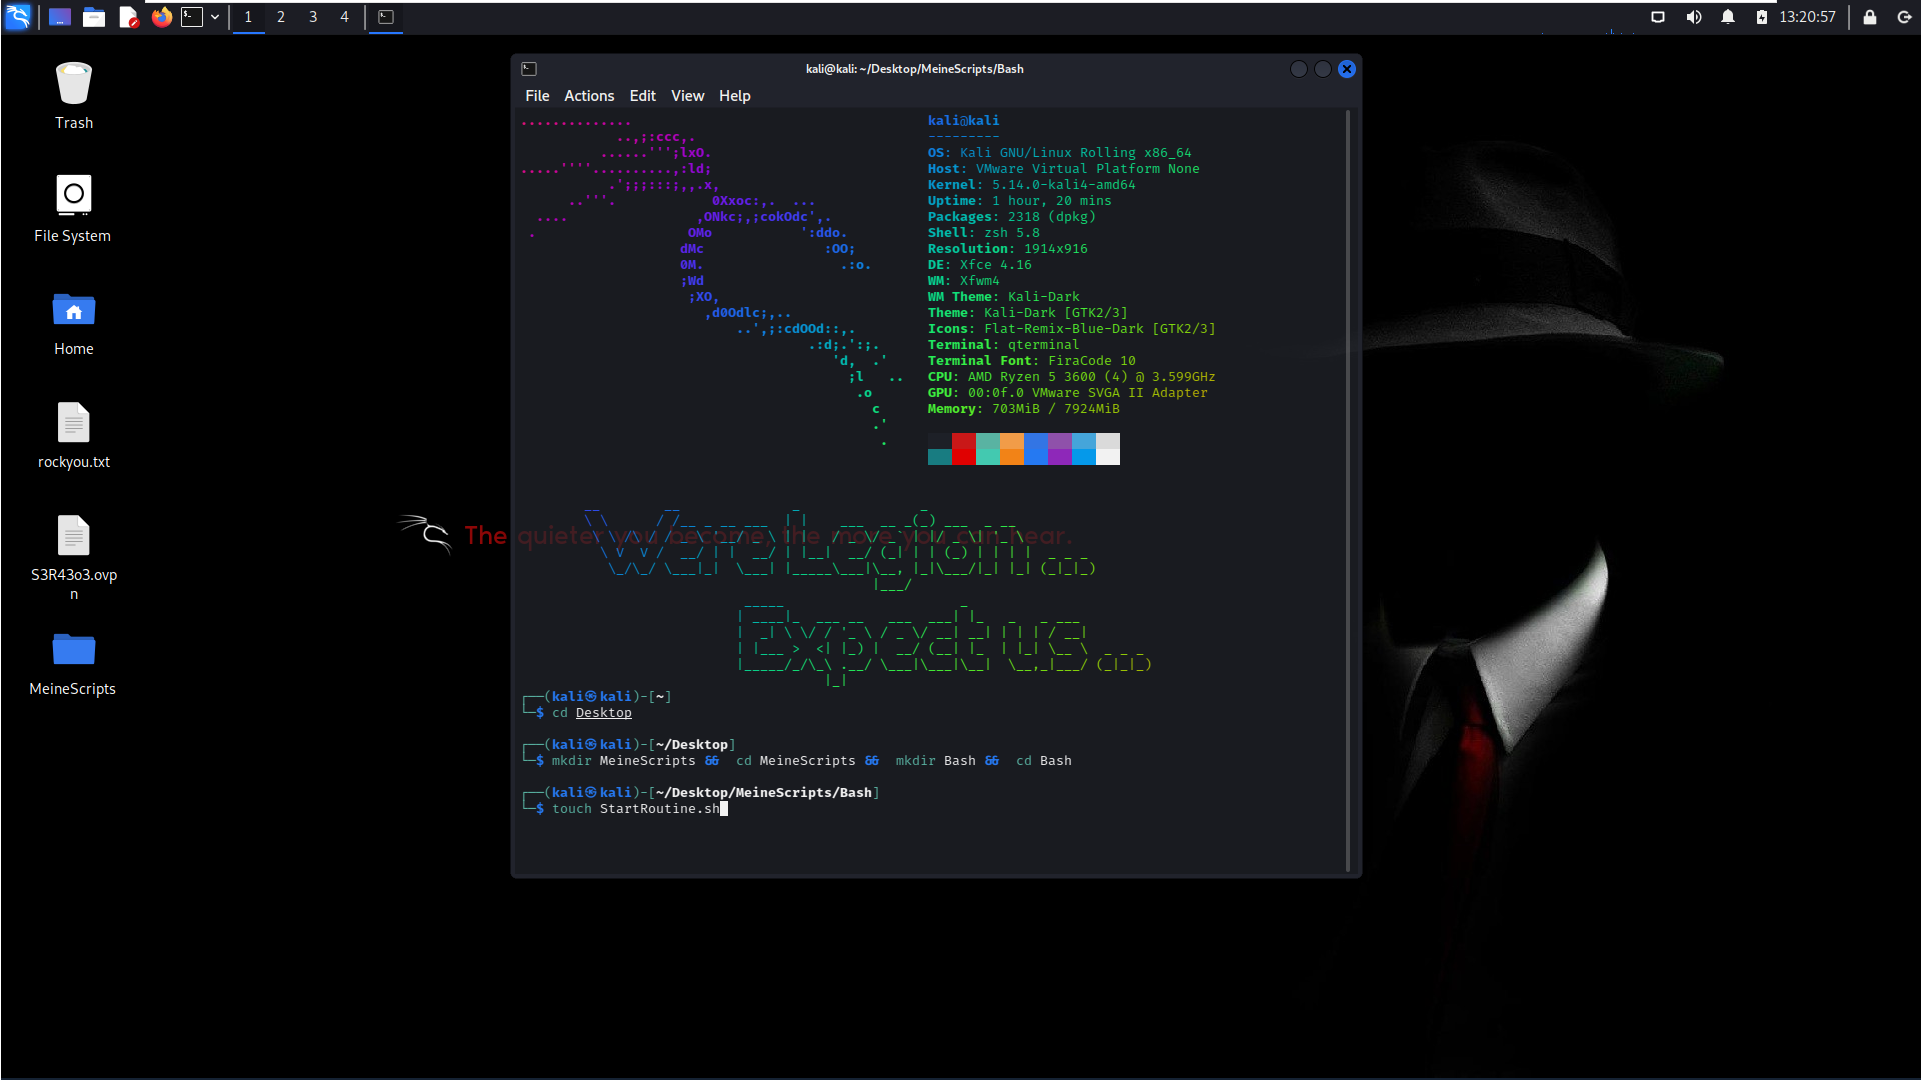 1 2 3 4
13:20:57
Trash
File System
Home
rockyou.txt
S3R43o3.ovp
n
MeineScripts
The quieter you become, the more you can hear.
kali@kali: ~/Desktop/MeineScripts/Bash
File Actions Edit View Help
kali@kali
---------
OS: Kali GNU/Linux Rolling x86_64
Host: VMware Virtual Platform None
Kernel: 5.14.0-kali4-amd64
Uptime: 1 hour, 20 mins
Packages: 2318 (dpkg)
Shell: zsh 5.8
Resolution: 1914x916
DE: Xfce 4.16
WM: Xfwm4
WM Theme: Kali-Dark
Theme: Kali-Dark [GTK2/3]
Icons: Flat-Remix-Blue-Dark [GTK2/3]
Terminal: qterminal
Terminal Font: FiraCode 10
CPU: AMD Ryzen 5 3600 (4) @ 3.599GHz
GPU: 00:0f.0 VMware SVGA II Adapter
Memory: 703MiB / 7924MiB
We're Legion...
Expect us...
┌──(kali㉿kali)-[~]
└─$ cd Desktop
┌──(kali㉿kali)-[~/Desktop]
└─$ mkdir MeineScripts && cd MeineScripts && mkdir Bash && cd Bash
┌──(kali㉿kali)-[~/Desktop/MeineScripts/Bash]
└─$ touch StartRoutine.sh